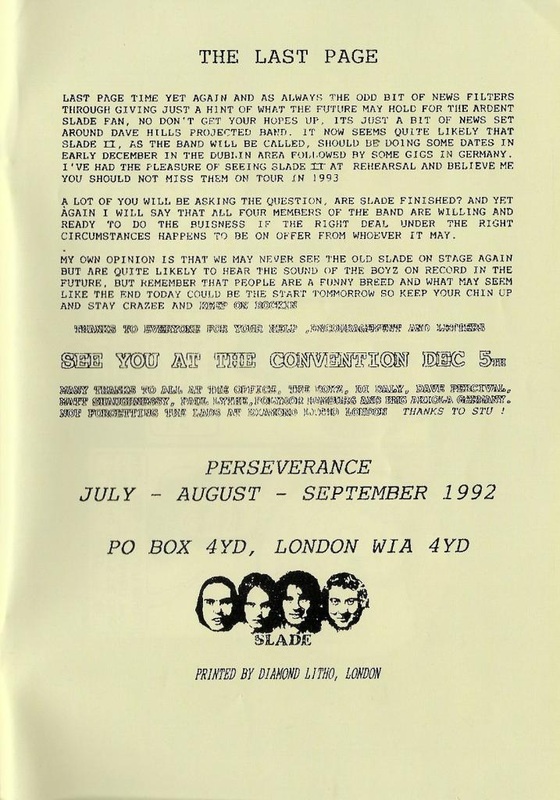 THE LAST PAGE
LAST PAGE TIME YET AGAIN AND AS ALWAYS THE ODD BIT OF NEWS FILTERS
THROUGH GIVING JUST A HINT OF WHAT THE FUTURE MAY HOLD FOR THE ARDENT
SLADE FAN, NO DON'T GET YOUR HOPES UP, ITS JUST A BIT OF NEWS SET
AROUND DAVE HILLS PROJECTED BAND. IT NOW SEEMS QUITE LIKELY THAT
SLADE II, AS THE BAND WILL BE CALLED, SHOULD BE DOING SOME DATES IN
EARLY DECEMBER IN THE DUBLIN AREA FOLLOWED BY SOME GIGS IN GERMANY.
I'VE HAD THE PLEASURE OF SEEING SLADE II AT REHEARSAL AND BELIEVE ME
YOU SHOULD NOT MISS THEM ON TOUR IN 1993
A LOT OF YOU WILL BE ASKING THE QUESTION, ARE SLADE FINISHED? AND YET
AGAIN I WILL SAY THAT ALL FOUR MEMBERS OF THE BAND ARE WILLING AND
READY TO DO THE BUISNESS IF THE RIGHT DEAL UNDER THE RIGHT
CIRCUMSTANCES HAPPENS TO BE ON OFFER FROM WHOEVER IT MAY.
MY OWN OPINION IS THAT WE MAY NEVER SEE THE OLD SLADE ON STAGE AGAIN
BUT ARE QUITE LIKELY TO HEAR THE SOUND OF THE BOYZ ON RECORD IN THE
FUTURE, BUT REMEMBER THAT PEOPLE ARE A FUNNY BREED AND WHAT MAY SEEM
LIKE THE END TODAY COULD BE THE START TOMMORROW SO KEEP YOUR CHIN UP
AND STAY CRAZEE AND KEEP ON ROCKIN
THANKS TO EVERYONE FOR YOUR HELP ,ENCOURAGEMENT AND LETTERS
SEE YOU AT THE CONVENTION DEC 5TH
MANY THANKS TO ALL AT THE OFFICE, THE BOYZ, DAVE PERCIVAL,
MATT SHAUGHNESSY, POLYDOR AND GERMANY.
NOT FORGETTING THE LADS AT DIAMOND LITHO LONDON THANKS TO STU !
PERSEVERANCE
JULY - AUGUST - SEPTEMBER 1992
PO BOX 4YD, LONDON WIA 4YD
SLADE
PRINTED BY DIAMOND LITHO, LONDON